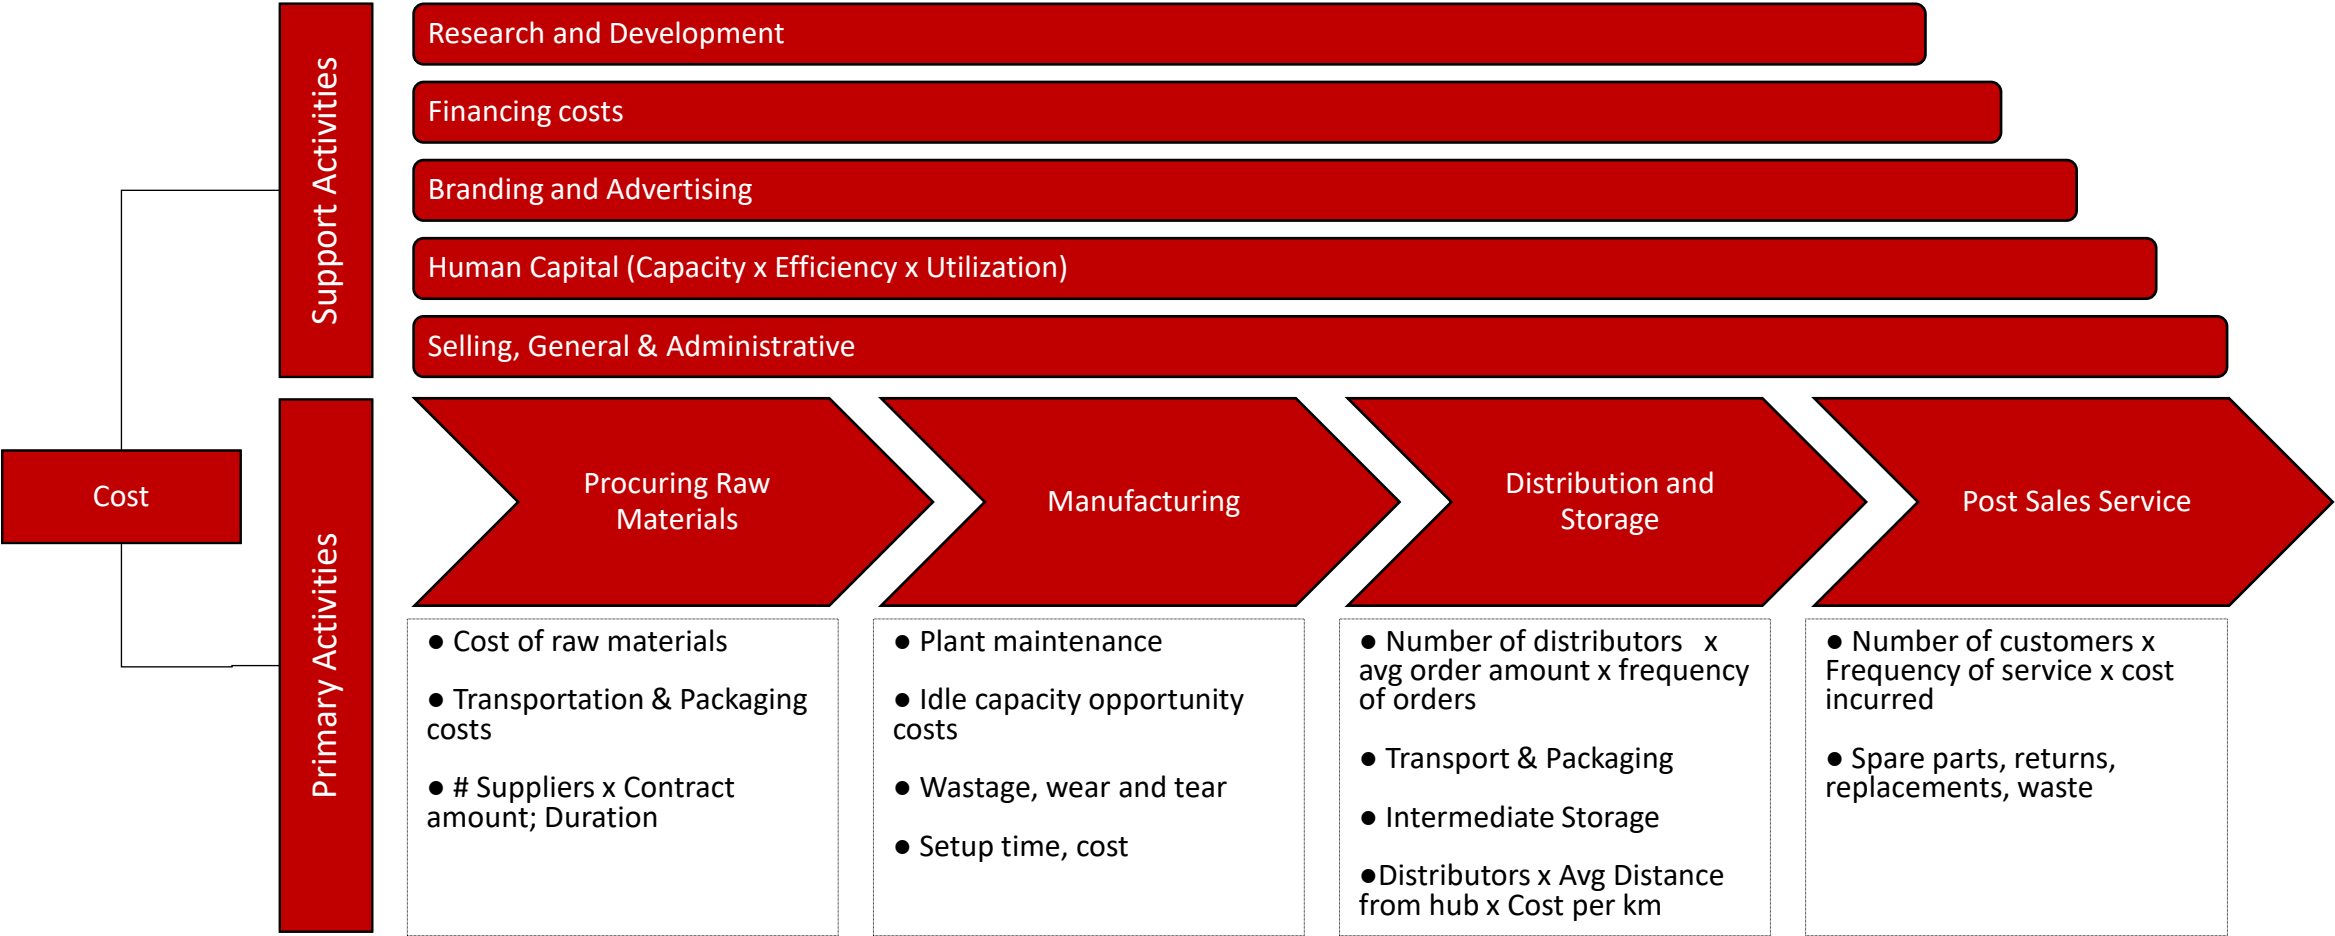 Support Activities
Research and Development
Financing costs
Branding and Advertising
Human Capital (Capacity x Efficiency x Utilization)
Selling, General & Administrative
Cost
Primary Activities
Procuring Raw
Materials
Manufacturing
Distribution and
Storage
Post Sales Service
● Cost of raw materials
● Transportation & Packaging
costs
● # Suppliers x Contract
amount; Duration
● Plant maintenance
● Idle capacity opportunity
costs
● Wastage, wear and tear
● Setup time, cost
● Number of distributors x
avg order amount x frequency
of orders
● Transport & Packaging
● Intermediate Storage
●Distributors x Avg Distance
from hub x Cost per km
● Number of customers x
Frequency of service x cost
incurred
● Spare parts, returns,
replacements, waste